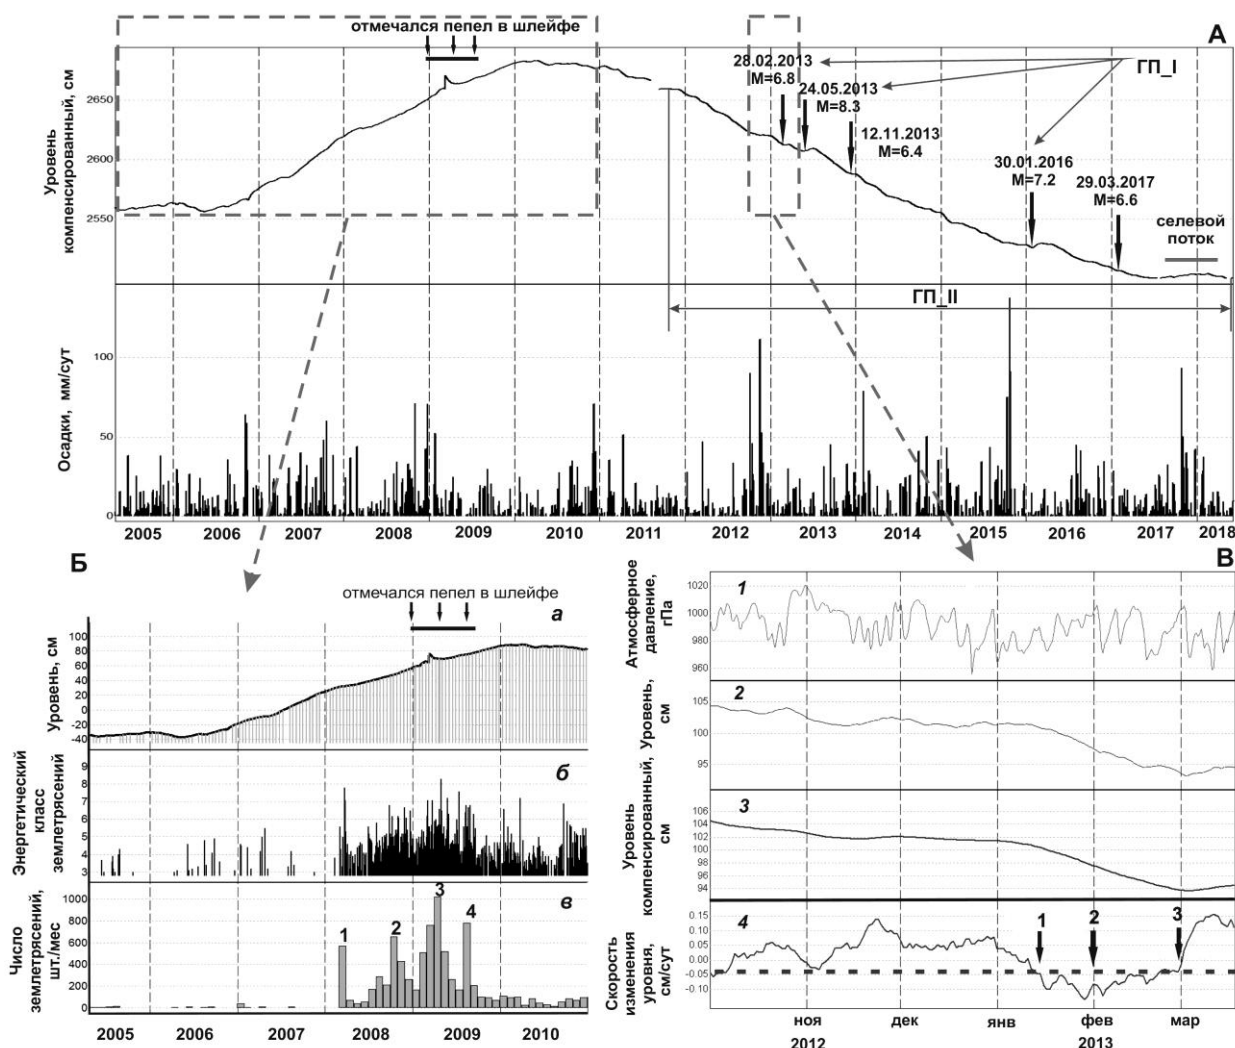 отмечался пепел в шлейфе
А
Уровень
компенсированный, см
2650
2600
2550
28.02.2013
М=6.8
24.05.2013
М=8.3
12.11.2013
М=6.4
30.01.2016
М=7.2
29.03.2017
М=6.6
ГП_I
селевой
поток
ГП_II
Осадки, мм/сут
100
50
0
2005 2006 2007 2008 2009 2010 2011 2012 2013 2014 2015 2016 2017 2018
Б
отмечался пепел в шлейфе
а
Уровень, см
100
80
60
40
20
0
-20
-40
б
Энергетический
класс
землетрясений
9
8
7
6
5
4
3
в
Число
землетрясений,
шт./мес
1000
800
600
400
200
0
1 2 3 4
2005 2006 2007 2008 2009 2010
В
1
Атмосферное
давление,
гПа
1020
1000
980
960
2
Уровень,
см
105
100
95
3
Уровень
компенсированный,
см
106
104
102
100
98
96
94
4
Скорость
изменения
уровня,
см/сут
0.15
0.10
0.05
0.00
-0.05
-0.10
1 2 3
ноя дек янв фев мар
2012 2013